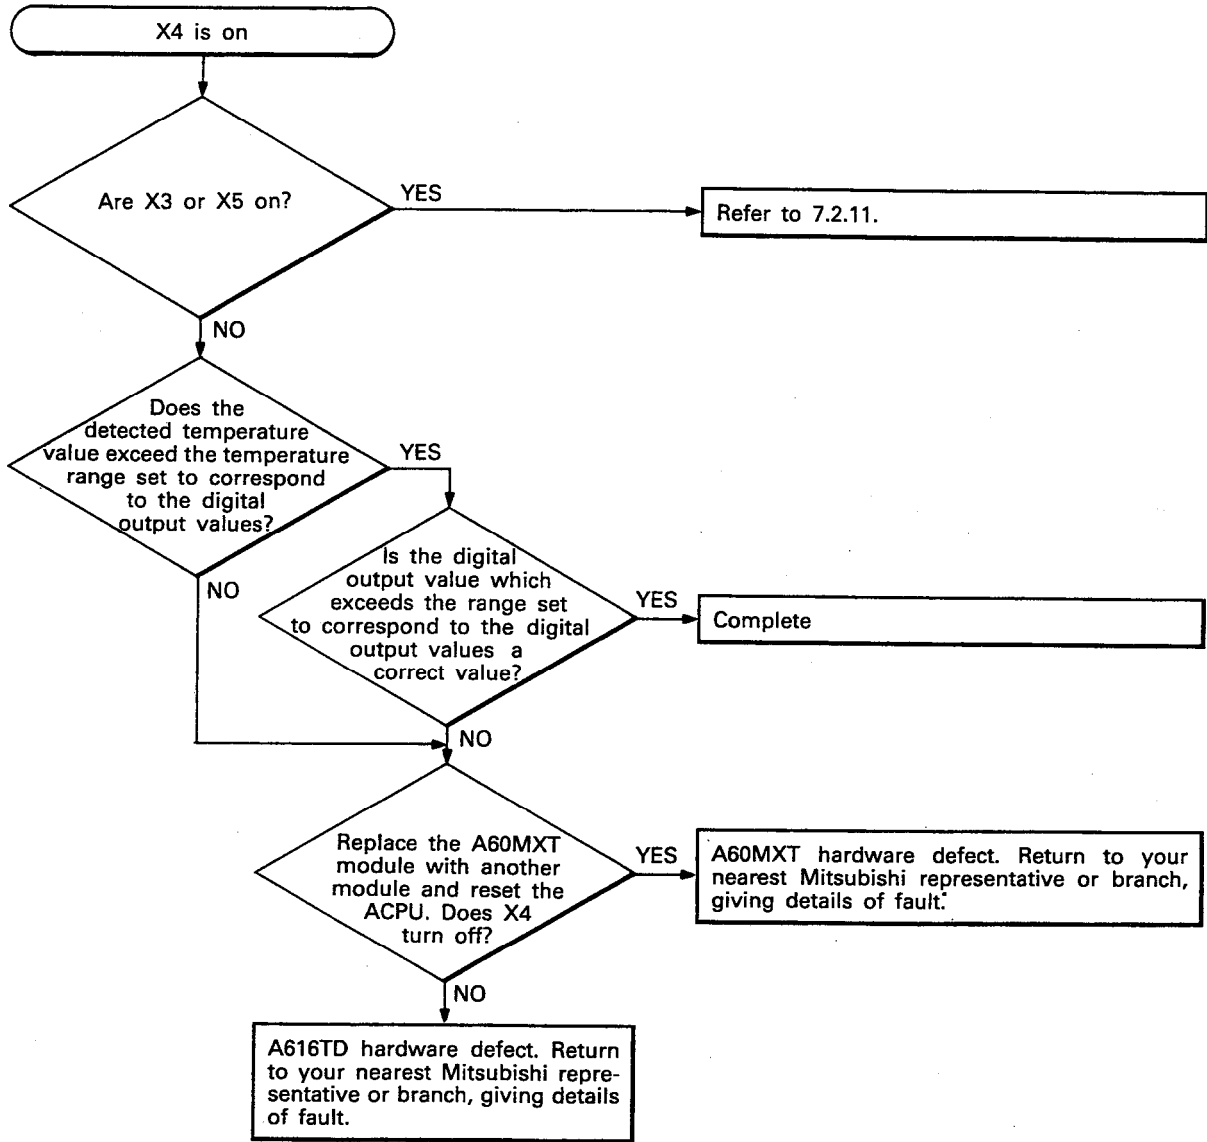 X4 is on
Are X3 or X5 on?
YES
Refer to 7.2.11.
NO
Does the
detected temperature
value exceed the temperature
range set to correspond
to the digital
output values?
YES
NO
Is the digital
output value which
exceeds the range set
to correspond to the digital
output values a
correct value?
YES
Complete
NO
Replace the A60MXT
module with another
module and reset the
ACPU. Does X4
turn off?
YES
A60MXT hardware defect. Return to your
nearest Mitsubishi representative or branch,
giving details of fault.
NO
A616TD hardware defect. Return
to your nearest Mitsubishi repre-
sentative or branch, giving details
of fault.